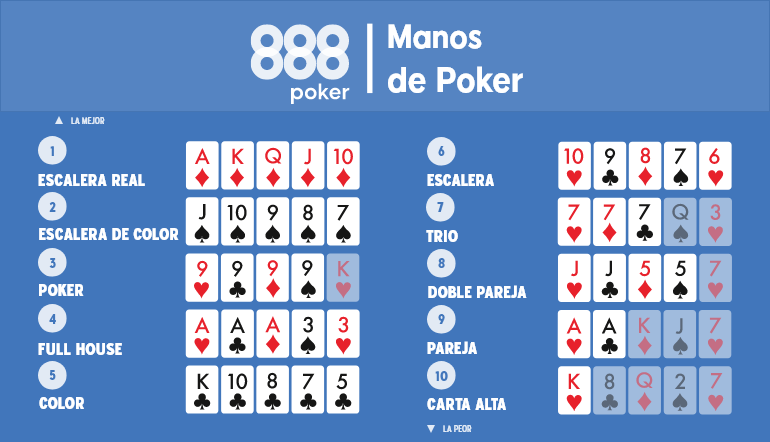 888
poker
Manos
de Poker
▲ LA MEJOR
1
ESCALERA REAL
A K Q J 10
2
ESCALERA DE COLOR
J 10 9 8 7
3
POKER
9 9 9 9 K
4
FULL HOUSE
A A A 3 3
5
COLOR
K 10 8 7 5
6
ESCALERA
10 9 8 7 6
7
TRIO
7 7 7 Q 3
8
DOBLE PAREJA
J J 5 5 7
9
PAREJA
A A K J 7
10
CARTA ALTA
K 8 Q 2 7
▼ LA PEOR